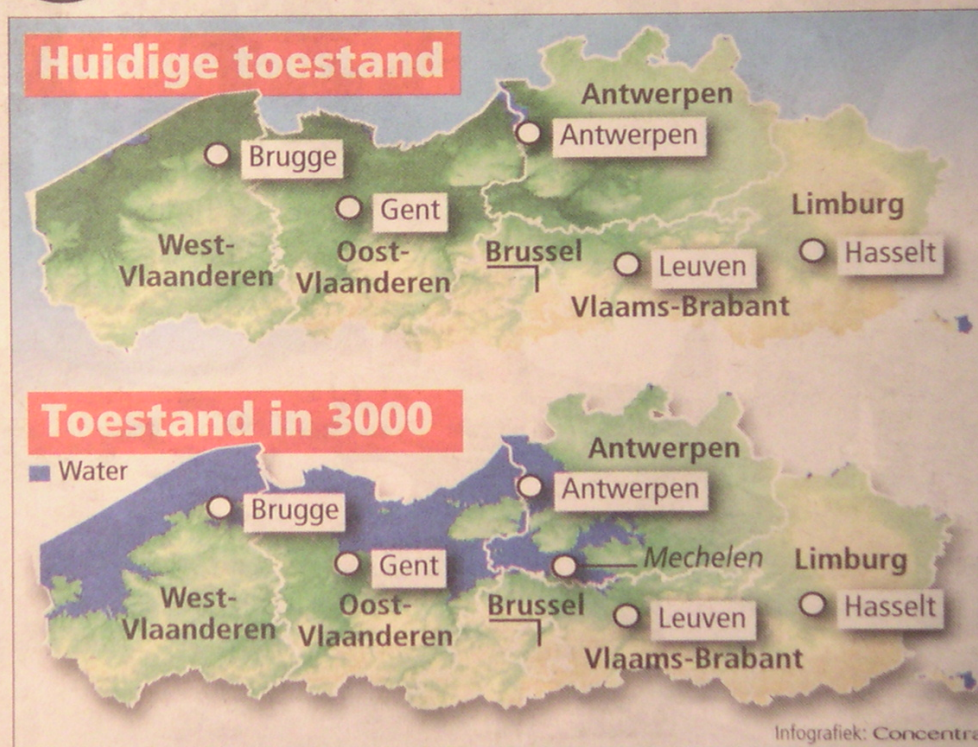 Huidige toestand
Antwerpen
Antwerpen
Brugge
Limburg
Gent
West-
Vlaanderen
Oost-
Vlaanderen
Brussel
Leuven
Hasselt
Vlaams-Brabant
Toestand in 3000
Water
Antwerpen
Antwerpen
Brugge
Mechelen
Limburg
Gent
West-
Vlaanderen
Oost-
Vlaanderen
Brussel
Leuven
Hasselt
Vlaams-Brabant
Infografiek: Concentra